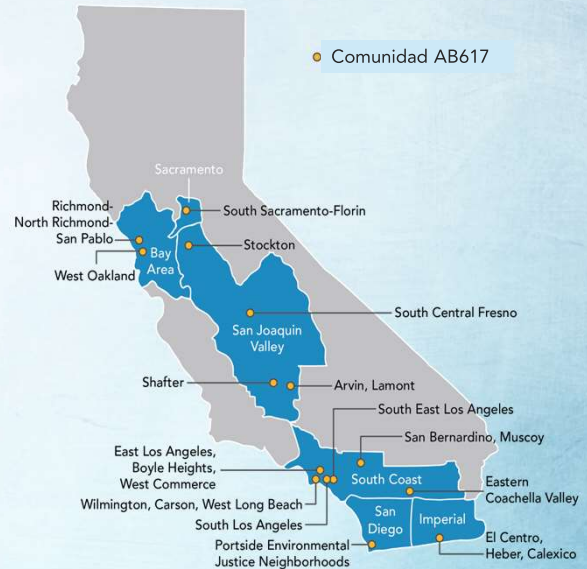 Comunidad AB617
Sacramento
Richmond-
North Richmond-
San Pablo
South Sacramento-Florin
Stockton
Bay
Area
West Oakland
South Central Fresno
San Joaquin
Valley
Shafter
Arvin, Lamont
South East Los Angeles
San Bernardino, Muscoy
East Los Angeles,
Boyle Heights,
West Commerce
South Coast
Eastern
Coachella Valley
Wilmington, Carson, West Long Beach
South Los Angeles
San
Diego
Imperial
El Centro,
Heber, Calexico
Portside Environmental
Justice Neighborhoods